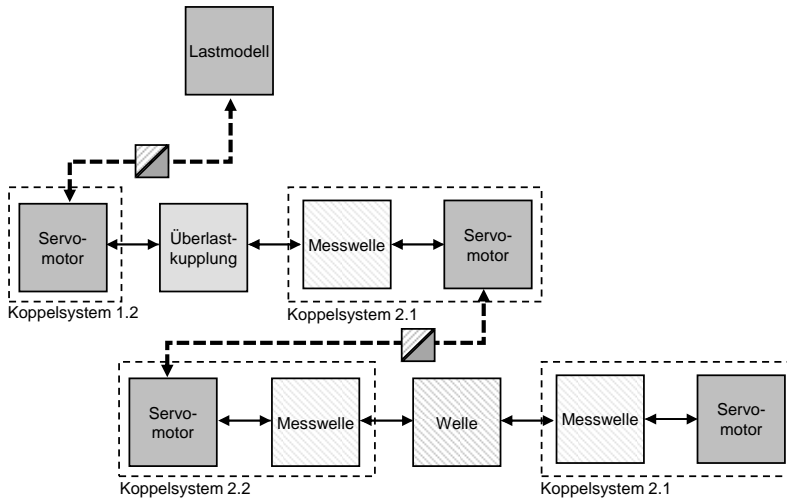 Lastmodell
Servo-
motor
Überlast-
kupplung
Messwelle
Servo-
motor
Koppelsystem 1.2
Koppelsystem 2.1
Servo-
motor
Messwelle
Welle
Messwelle
Servo-
motor
Koppelsystem 2.2
Koppelsystem 2.1